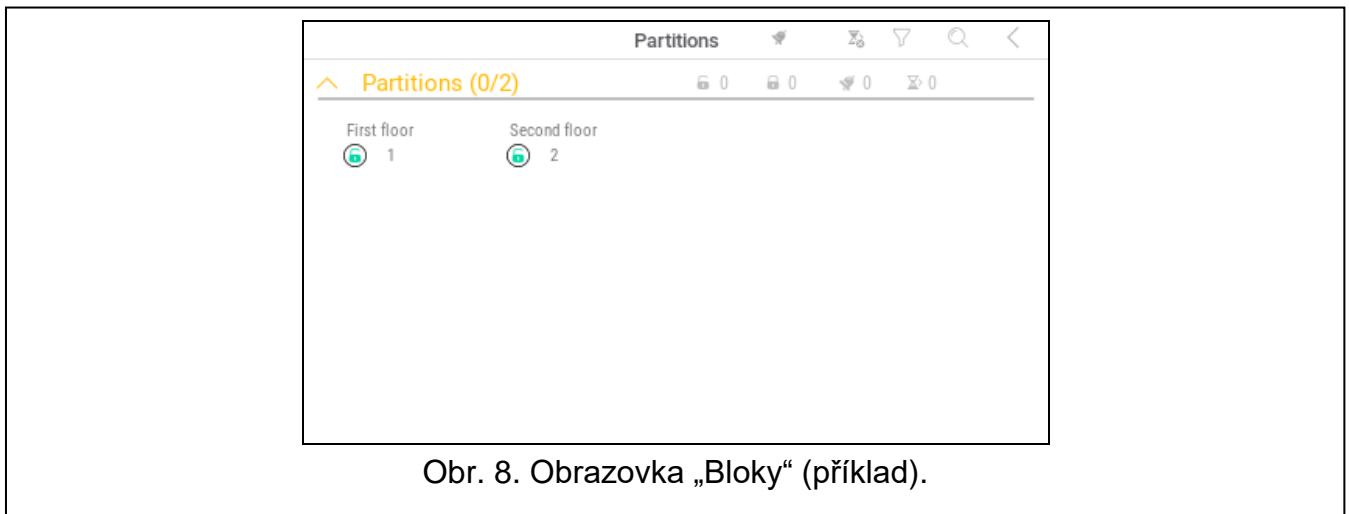 Partitions
Partitions (0/2) 0 0 0 0
First floor Second floor
1 2
Obr. 8. Obrazovka „Bloky“ (příklad).